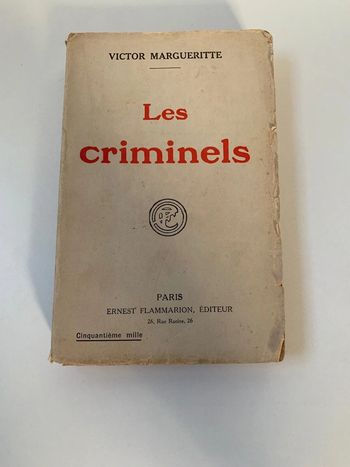 VICTOR MARGUERITTE
Les
criminels
PARIS
ERNEST FLAMMARION, ÉDITEUR
26, Rue Racine, 26
Cinquantième mille